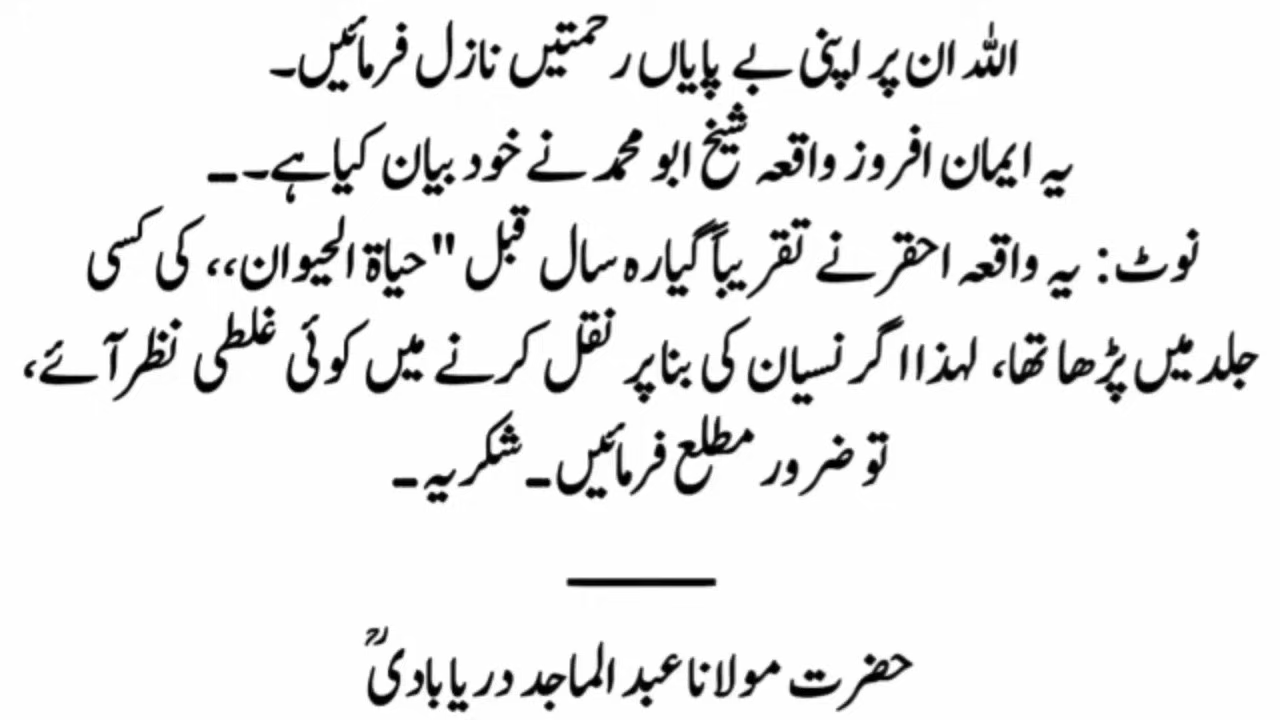 اللہ ان پر اپنی بے پایاں رحمتیں نازل فرمائیں۔
یہ ایمان افروز واقعہ شیخ ابو محمد نے خود بیان کیا ہے۔۔
نوٹ: یہ واقعہ احقر نے تقریباً گیارہ سال قبل "حیاۃ الحیوان،، کی کسی
جلد میں پڑھا تھا، لہذا اگر نسیان کی بنا پر نقل کرنے میں کوئی غلطی نظر آئے،
تو ضرور مطلع فرمائیں۔ شکریہ۔
حضرت مولانا عبد الماجد دریابادیؒ